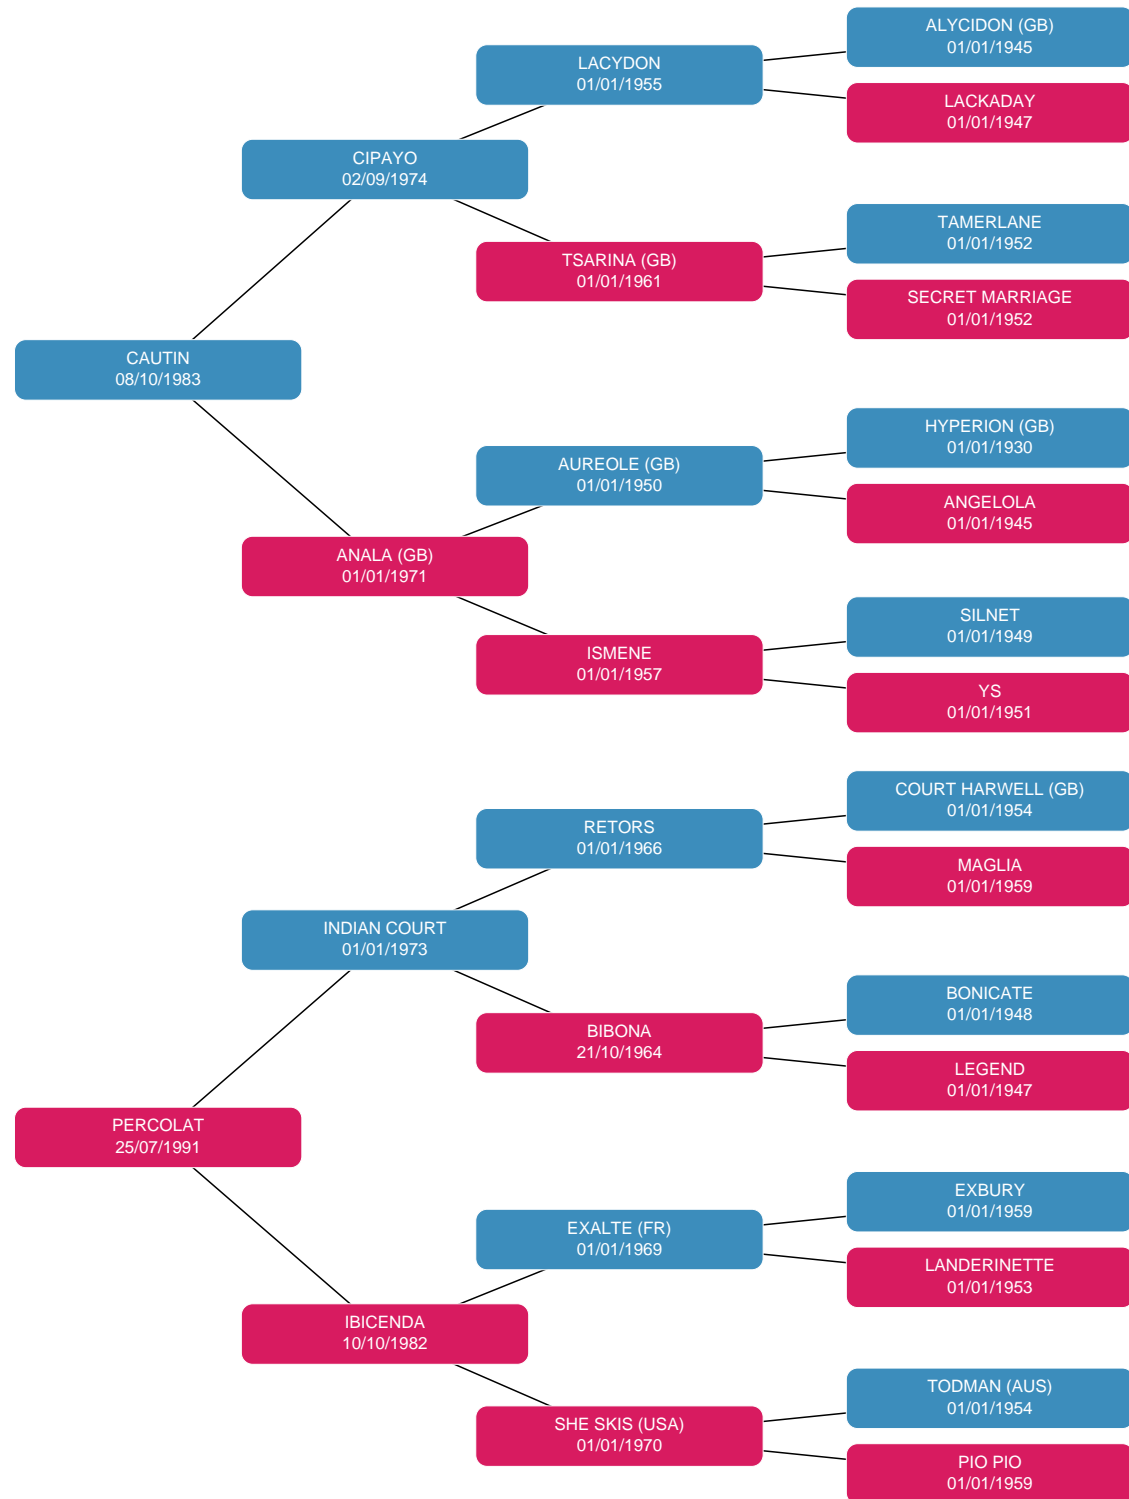 ALYCIDON (GB)
01/01/1945
LACYDON
01/01/1955
LACKADAY
01/01/1947
CIPAYO
02/09/1974
TAMERLANE
01/01/1952
TSARINA (GB)
01/01/1961
SECRET MARRIAGE
01/01/1952
CAUTIN
08/10/1983
HYPERION (GB)
01/01/1930
AUREOLE (GB)
01/01/1950
ANGELOLA
01/01/1945
ANALA (GB)
01/01/1971
SILNET
01/01/1949
ISMENE
01/01/1957
YS
01/01/1951
COURT HARWELL (GB)
01/01/1954
RETORS
01/01/1966
MAGLIA
01/01/1959
INDIAN COURT
01/01/1973
BONICATE
01/01/1948
BIBONA
21/10/1964
LEGEND
01/01/1947
PERCOLAT
25/07/1991
EXBURY
01/01/1959
EXALTE (FR)
01/01/1969
LANDERINETTE
01/01/1953
IBICENDA
10/10/1982
TODMAN (AUS)
01/01/1954
SHE SKIS (USA)
01/01/1970
PIO PIO
01/01/1959